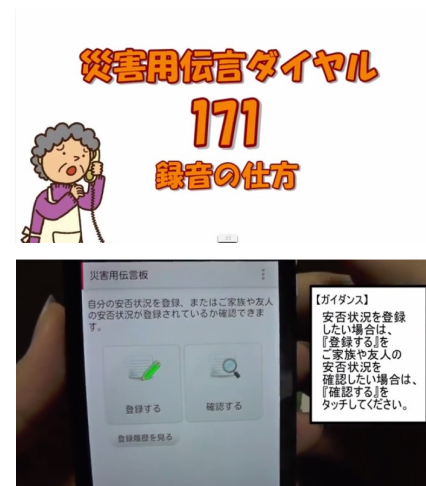 災害用伝言ダイヤル
171
録音の仕方
災害用伝言板
自分の安否状況を登録、またはご家族や友人
の安否状況が登録されているか確認できま
す。
登録する
確認する
登録履歴を見る
【ガイダンス】
安否状況を登録
したい場合は、
『登録する』を
ご家族や友人の
安否状況を
確認したい場合は、
『確認する』を
タッチしてください。